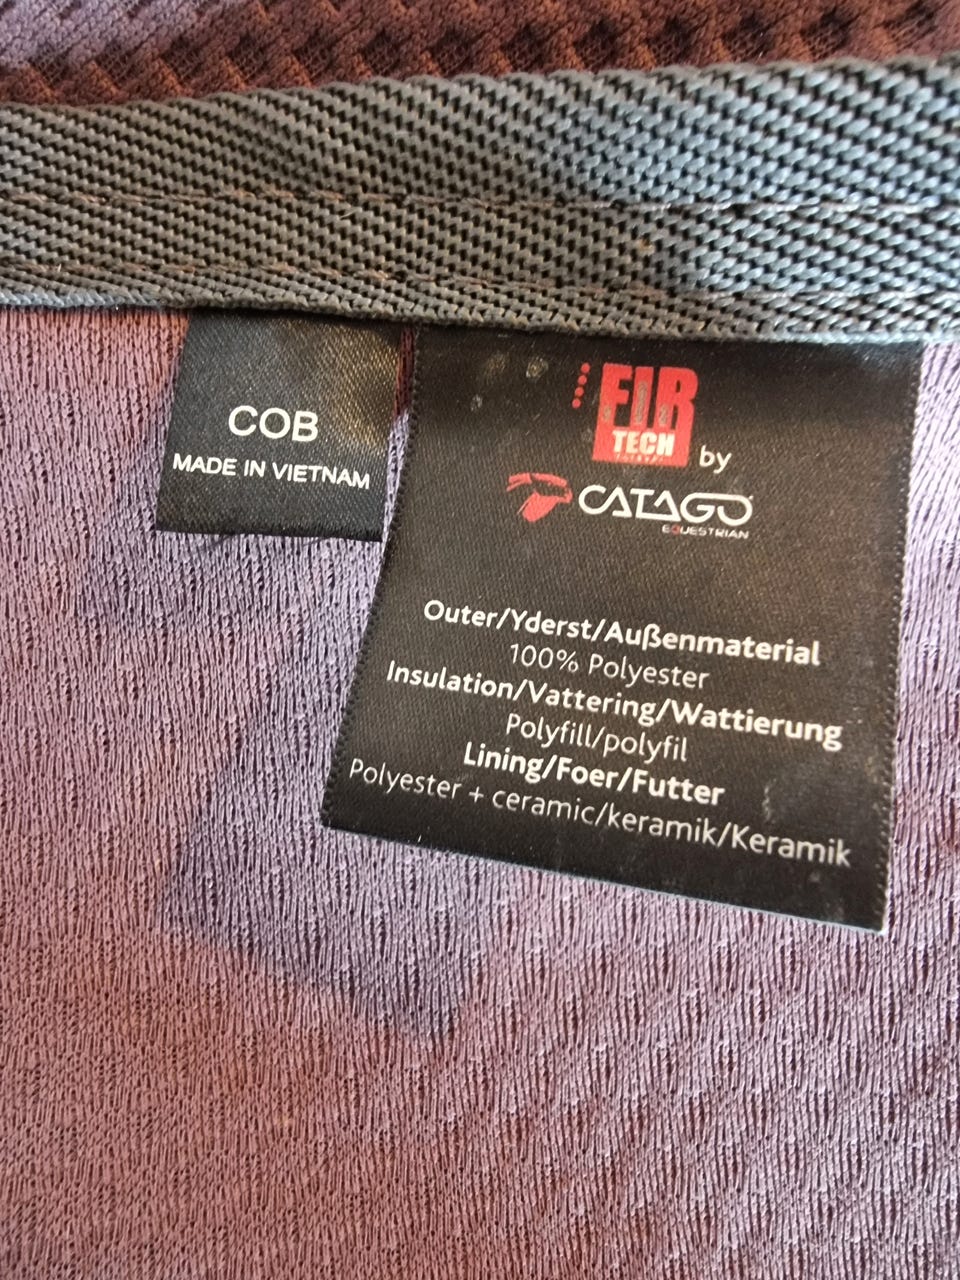 COB
MADE IN VIETNAM
FIR
TECH
by
CATAGO
EQUESTRIAN
Outer/Yderst/Außenmaterial
100% Polyester
Insulation/Vattering/Wattierung
Polyfill/polyfil
Lining/Foer/Futter
Polyester + ceramic/keramik/Keramik